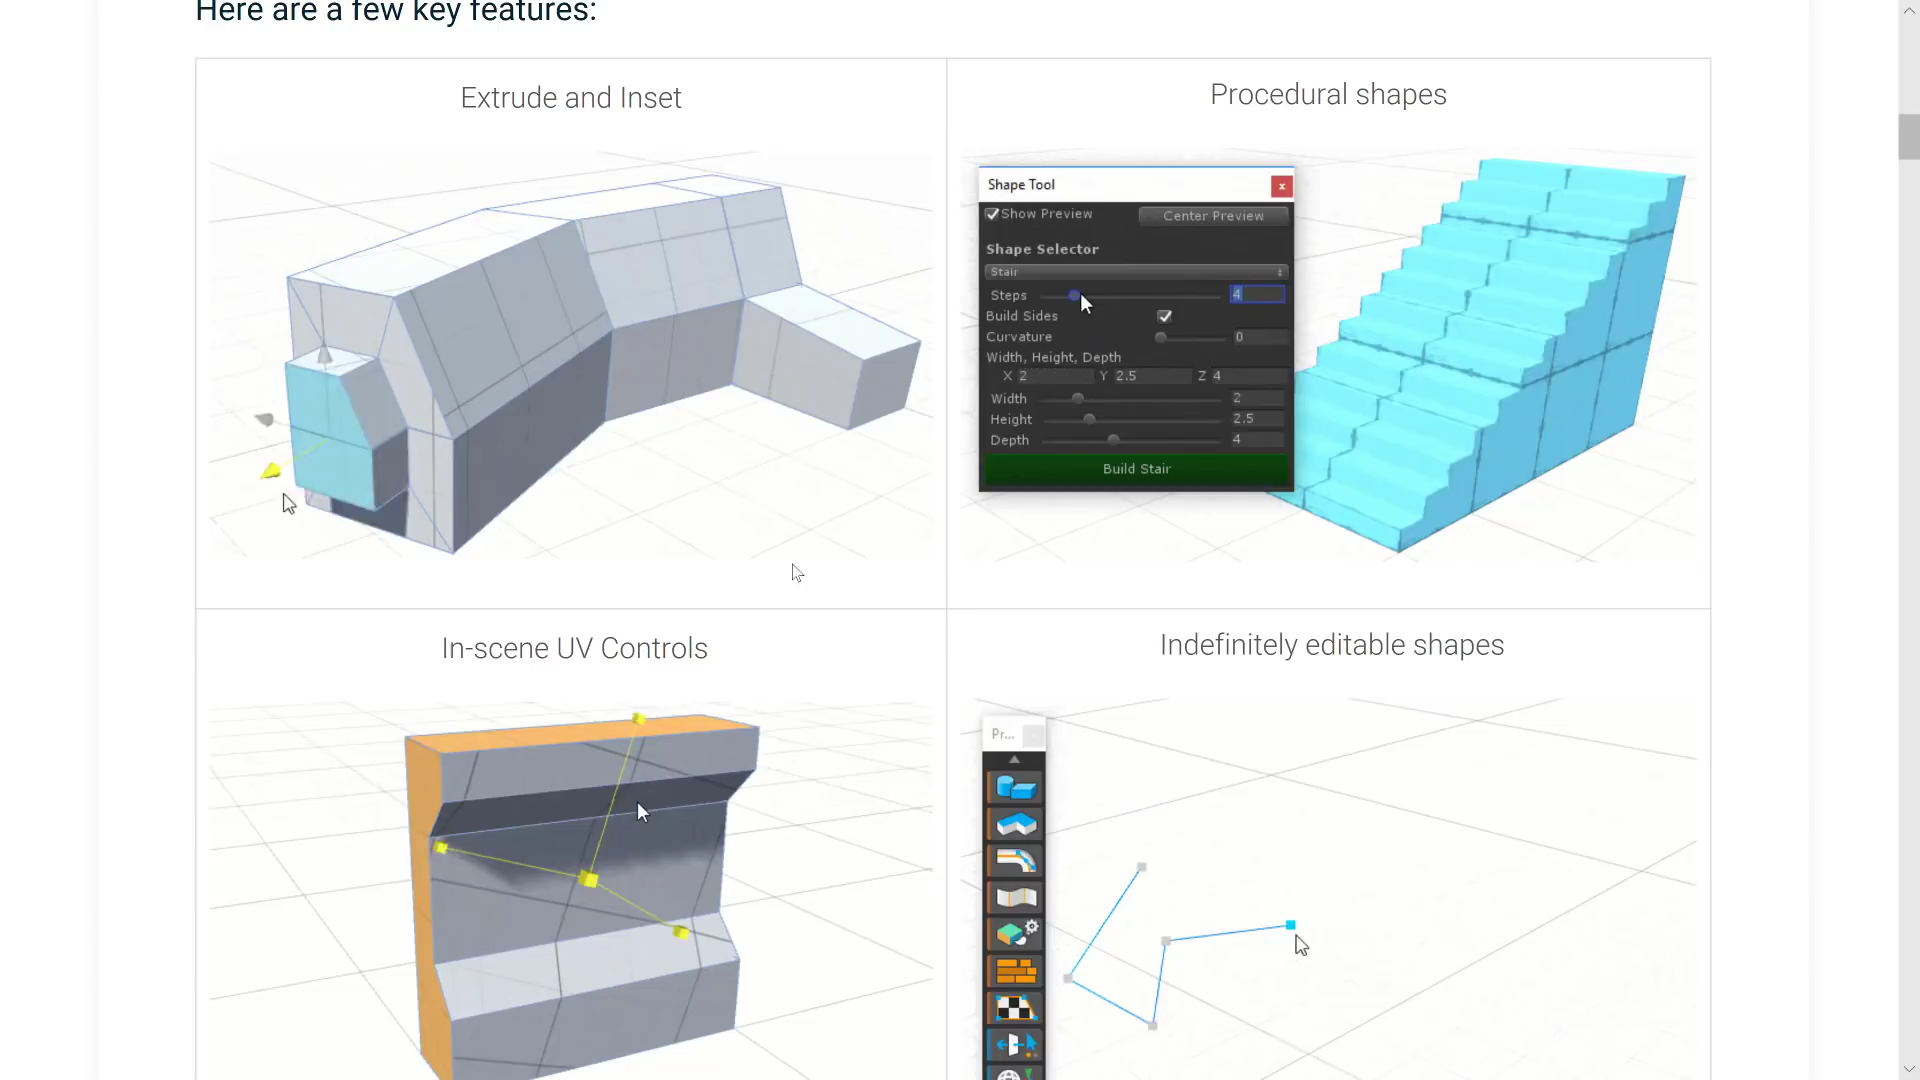 Here are a few key features:
Extrude and Inset
Procedural shapes
Shape Tool
x
Show Preview
Center Preview
Shape Selector
Stair
Steps 4
Build Sides
Curvature 0
Width, Height, Depth
X 2 Y 2.5 Z 4
Width 2
Height 2.5
Depth 4
Build Stair
In-scene UV Controls
Indefinitely editable shapes
Pr...